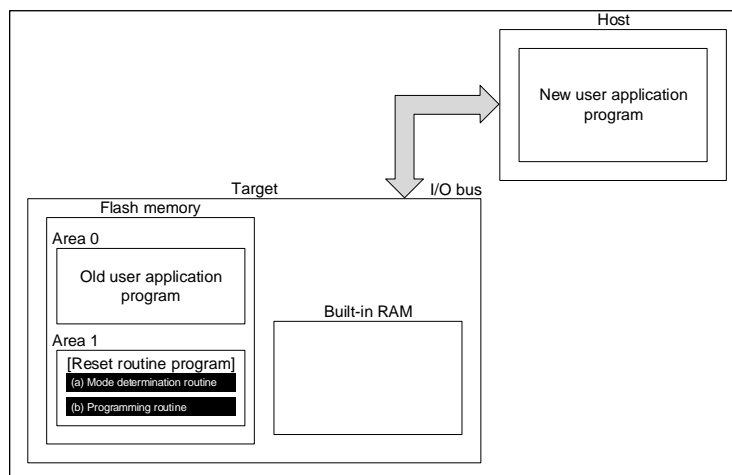 Host
New user application
program
Target
I/O bus
Flash memory
Area 0
Old user application
program
Built-in RAM
Area 1
[Reset routine program]
(a) Mode determination routine
(b) Programming routine